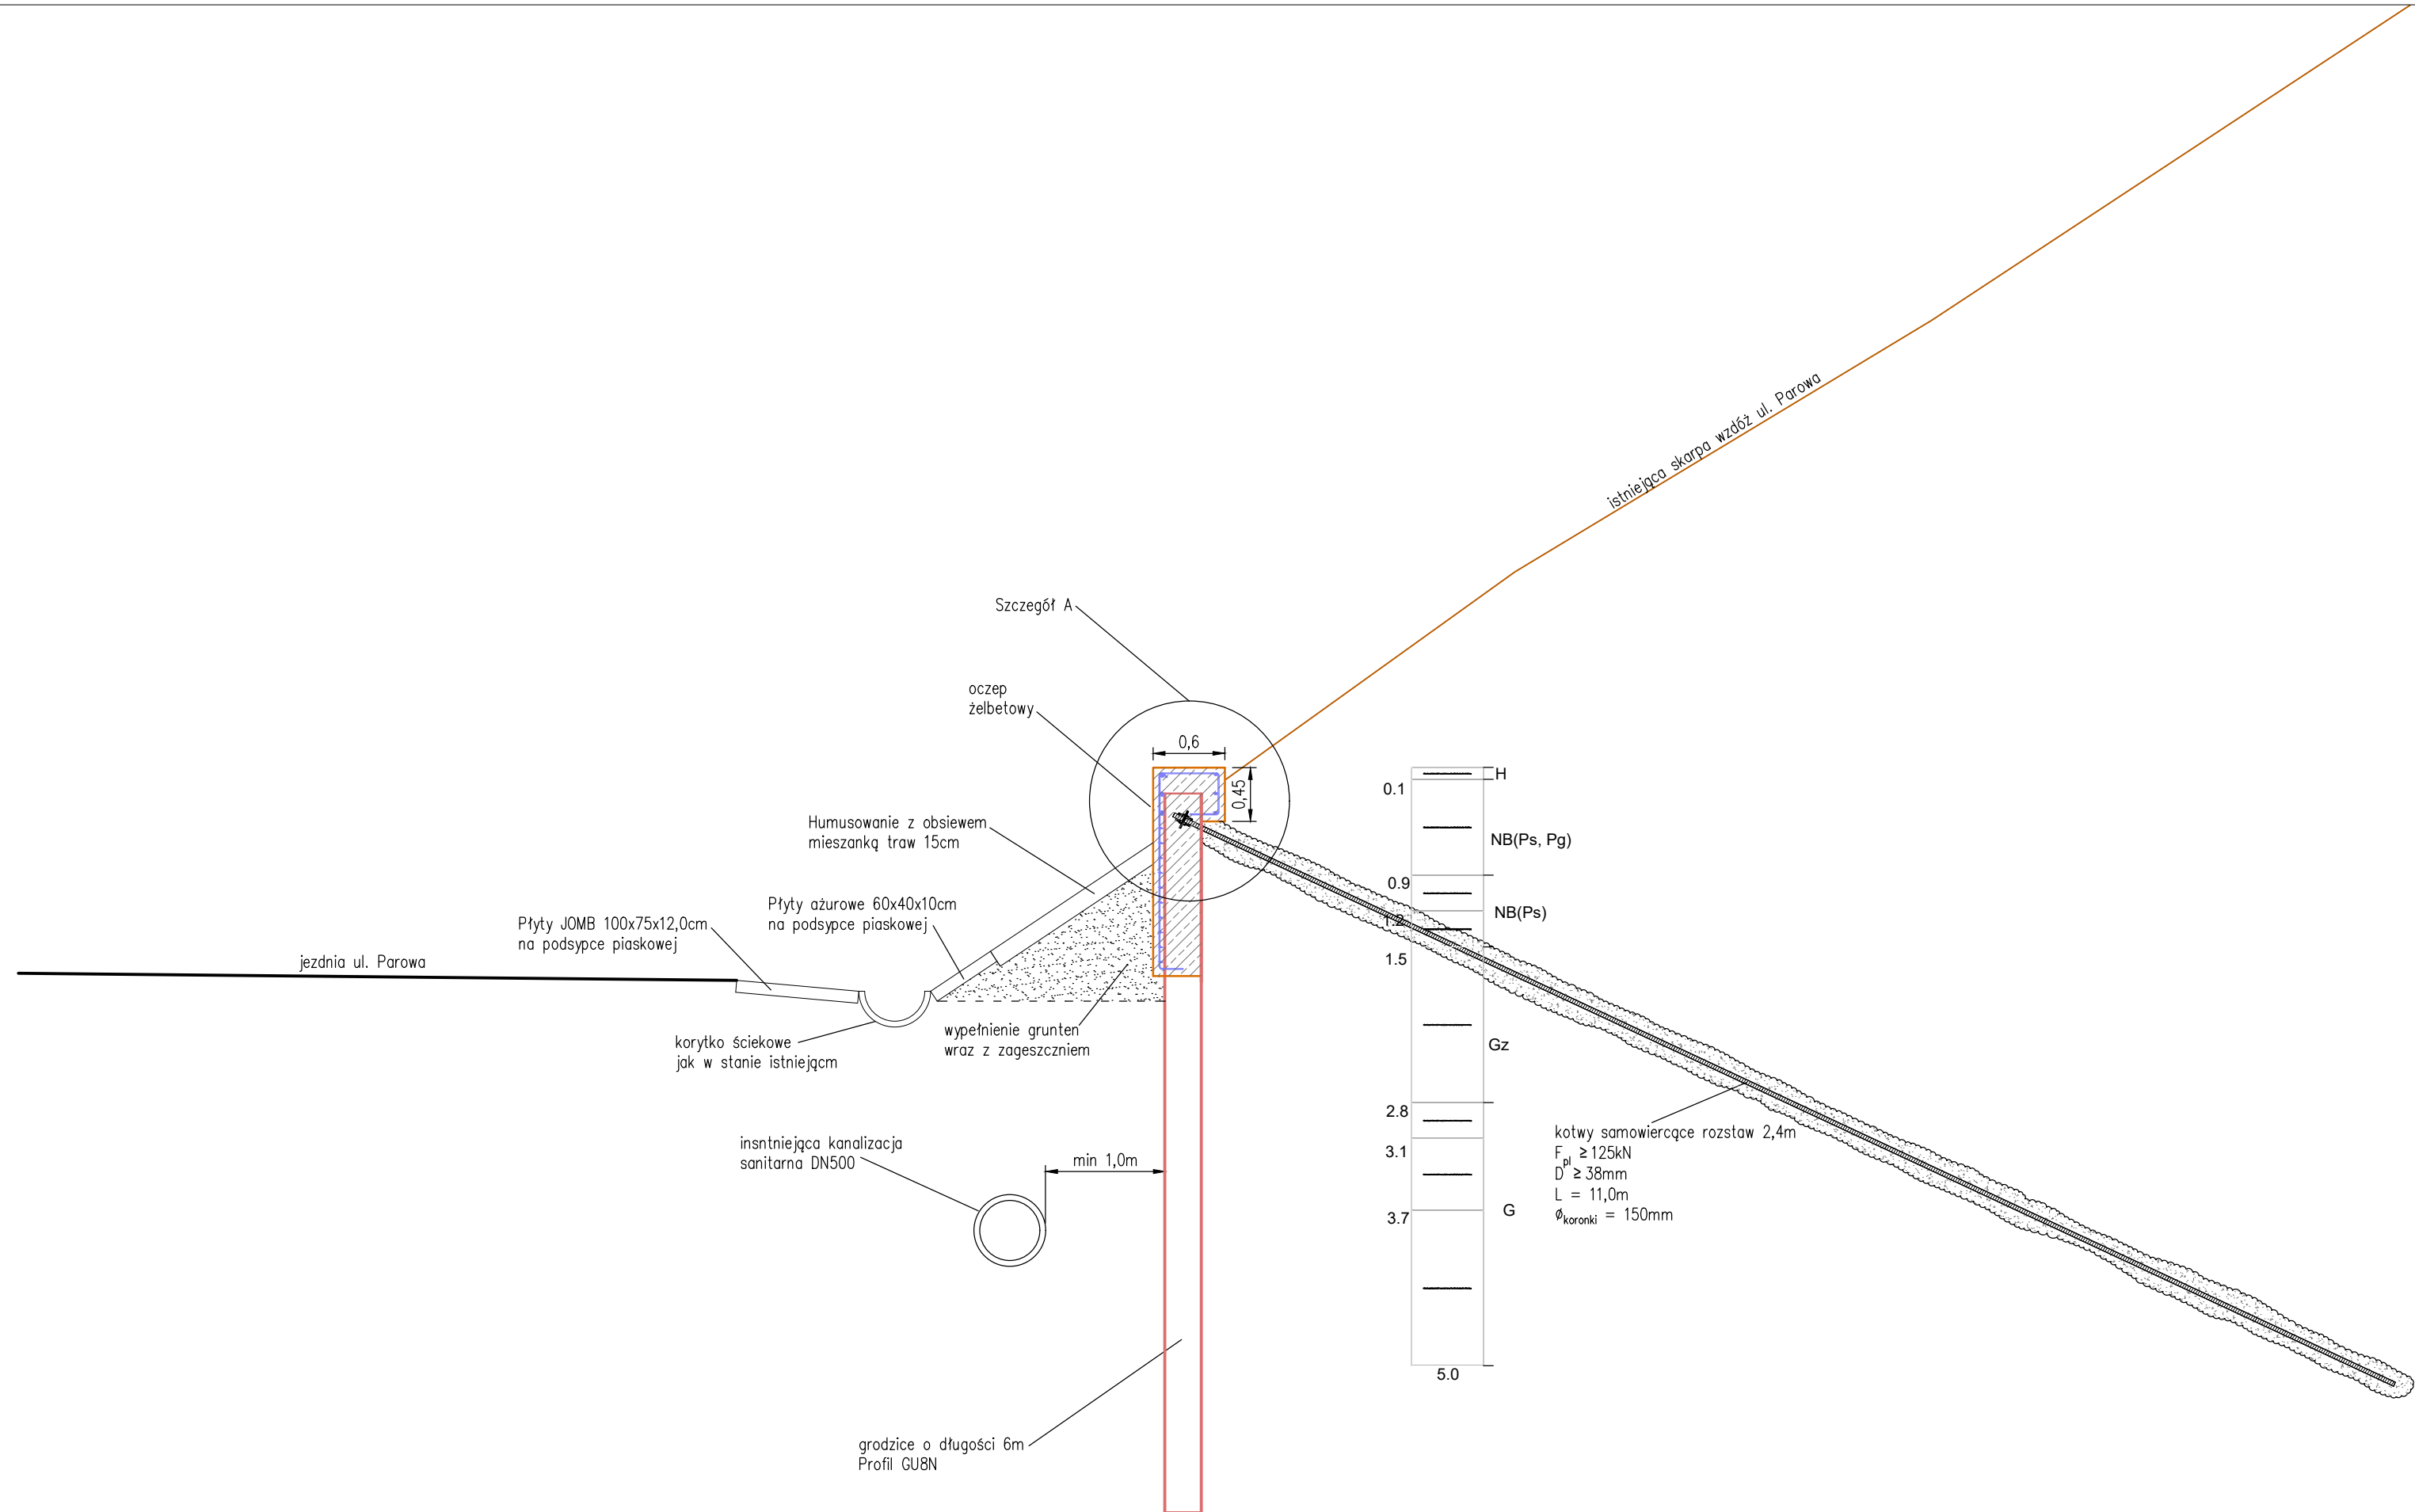 istniejąca skarpa wzdóż ul. Parowa
Szczegół A
oczep
żelbetowy
0,6
0,45
Humusowanie z obsiewem
mieszanką traw 15cm
Płyty ażurowe 60x40x10cm
na podsypce piaskowej
Płyty JOMB 100x75x12,0cm
na podsypce piaskowej
jezdnia ul. Parowa
korytko ściekowe
jak w stanie istniejącm
wypełnienie grunten
wraz z zageszczniem
insntniejąca kanalizacja
sanitarna DN500
min 1,0m
grodzice o długości 6m
Profil GU8N
H
0.1
NB(Ps, Pg)
0.9
NB(Ps)
1.2
1.5
Gz
2.8
3.1
G
3.7
5.0
kotwy samowiercące rozstaw 2,4m
Fpl ≥125kN
D ≥38mm
L = 11,0m
ϕkoronki = 150mm